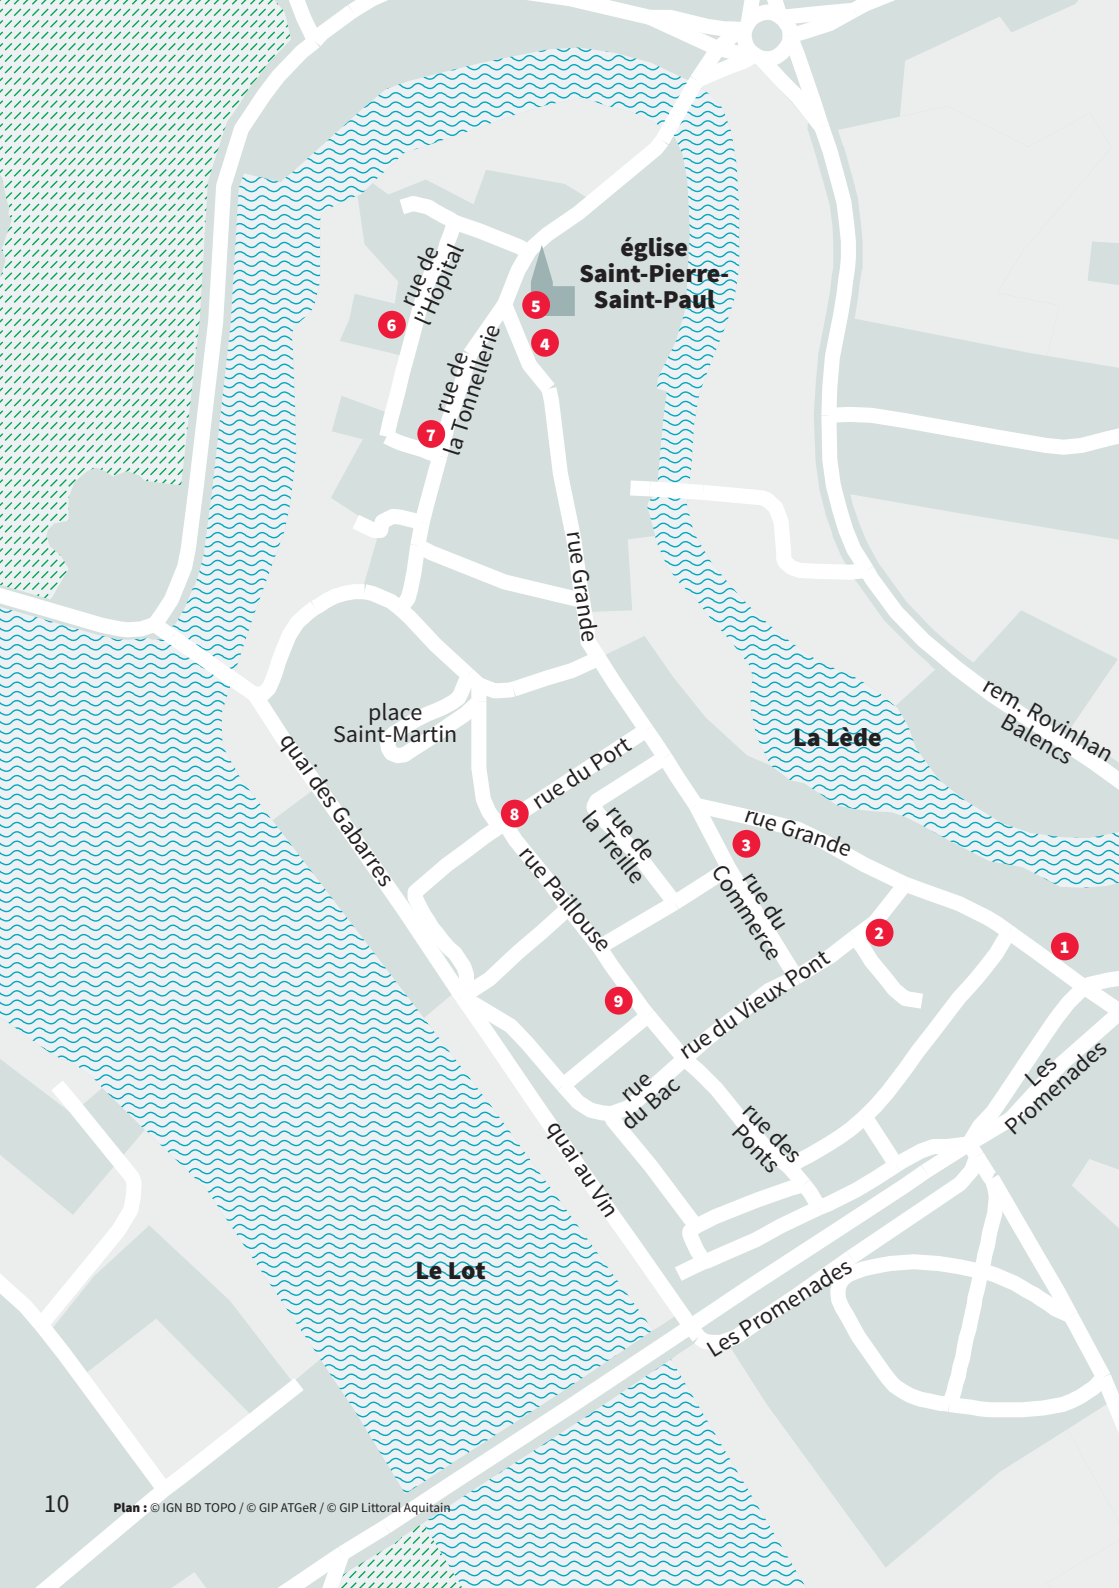 église
Saint-Pierre-
Saint-Paul
rue de
l'Hôpital
5
6
4
rue de
la Tonnellerie
7
rue Grande
rem. Rovinhan
Balencs
place
Saint-Martin
La Lède
quai des Gabarres
rue du Port
8
rue de
la Treille
rue Grande
3
rue Paillouse
rue du
Commerce
2
1
9
rue du Vieux Pont
rue
du Bac
Les
Promenades
rue des
Ponts
quai au Vin
Le Lot
Les Promenades
10
Plan : © IGN BD TOPO / © GIP ATGeR / © GIP Littoral Aquitain